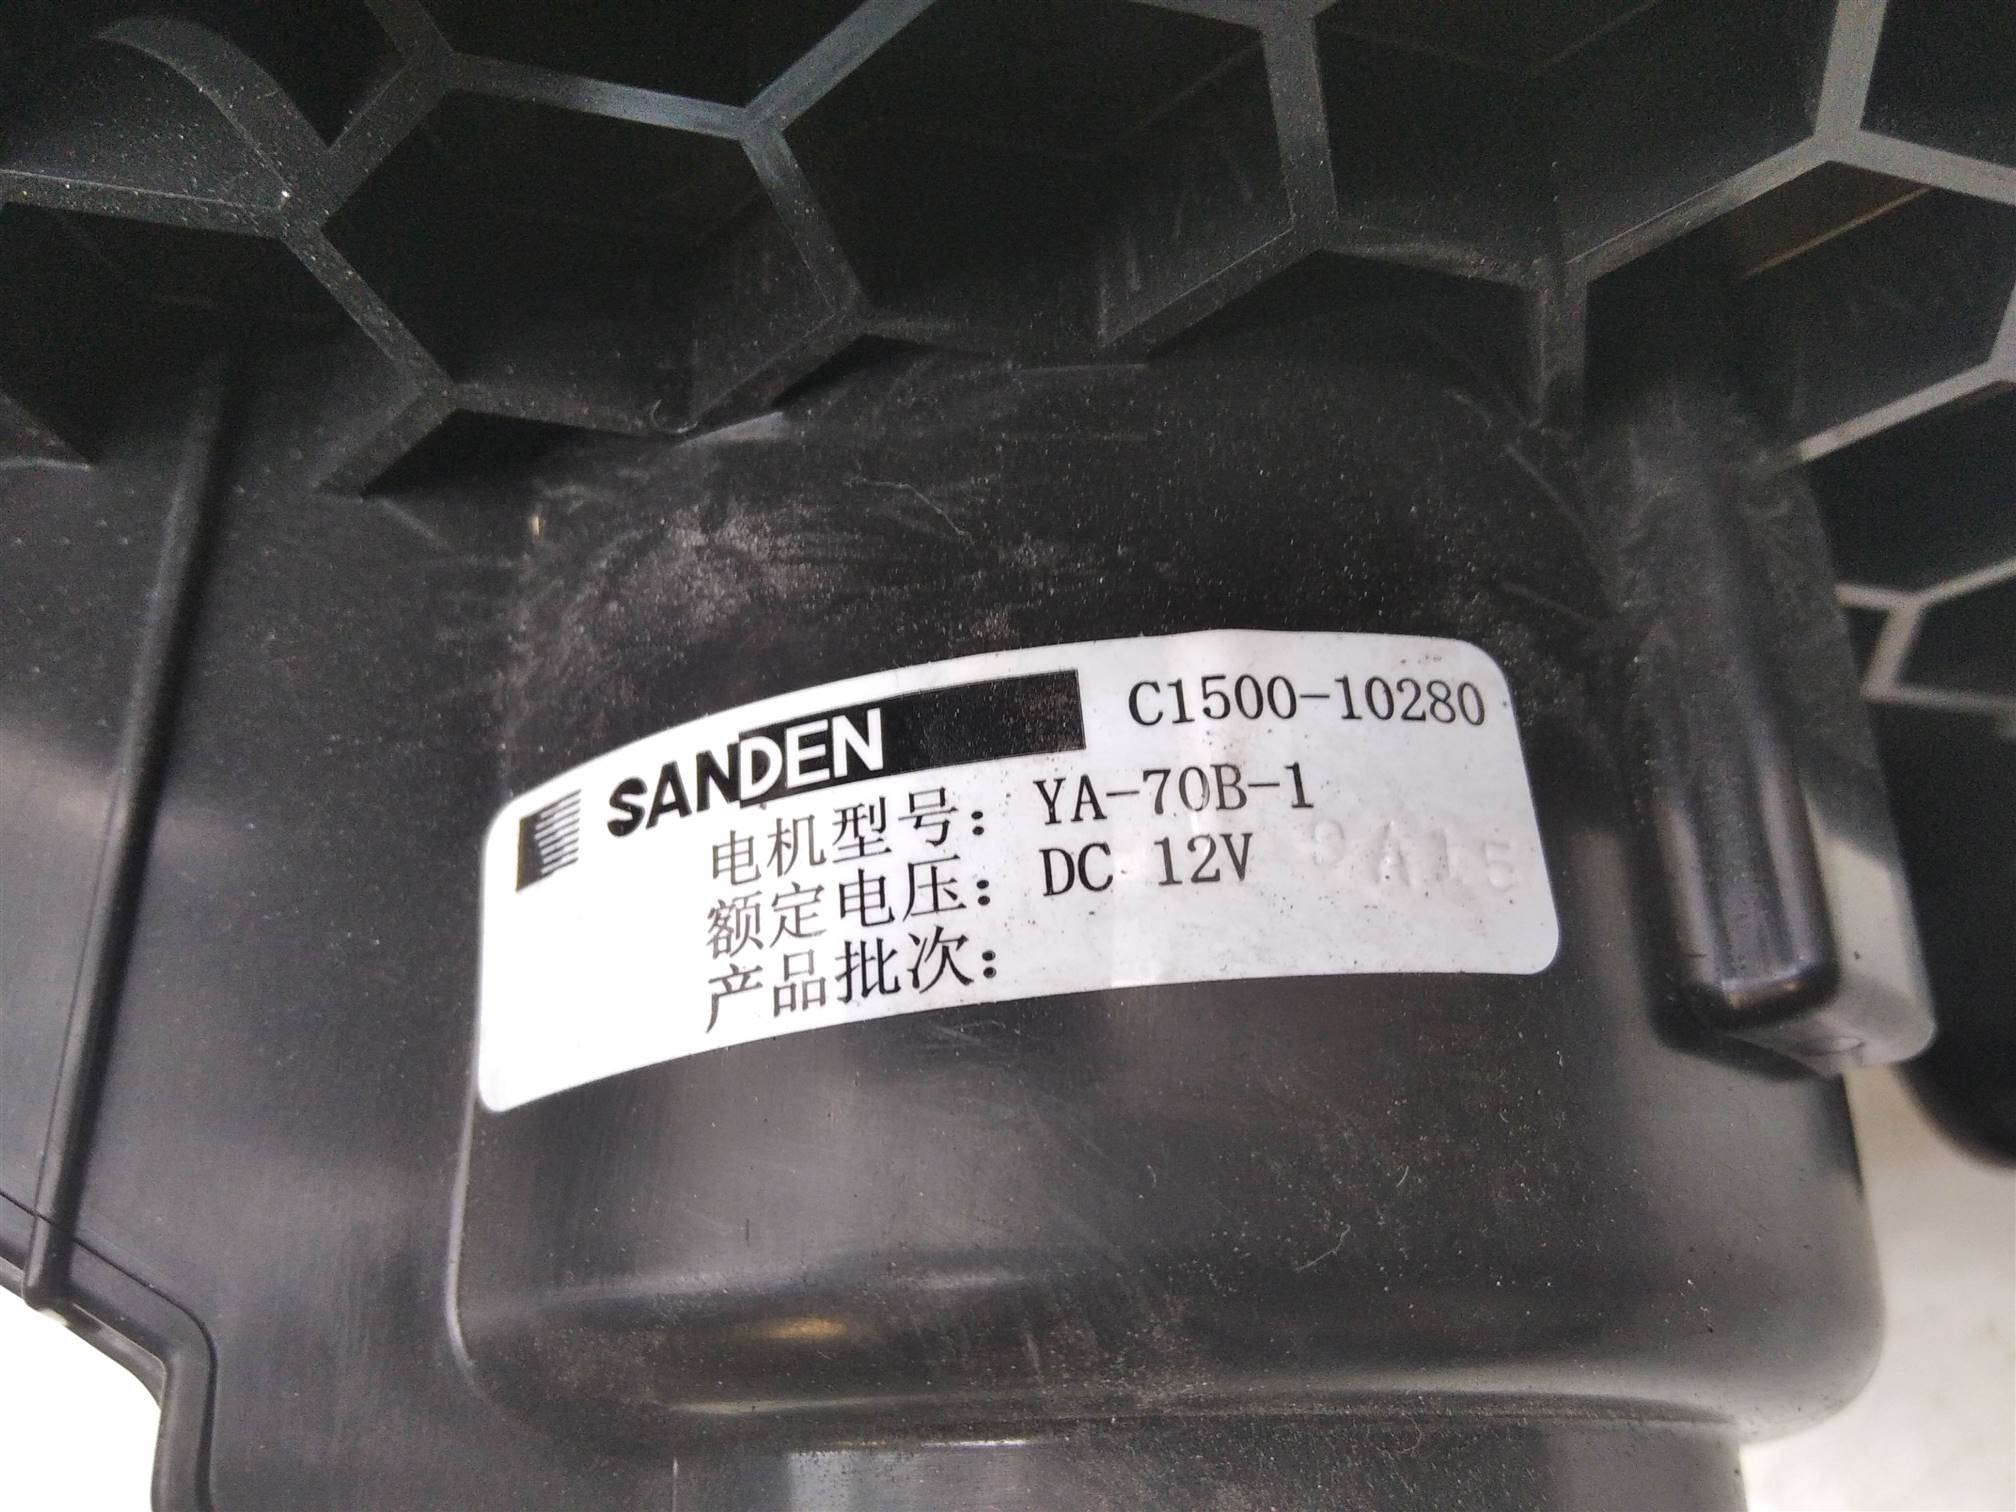 SANDEN C1500-10280
电机型号: YA-70B-1
额定电压: DC 12V
产品批次: